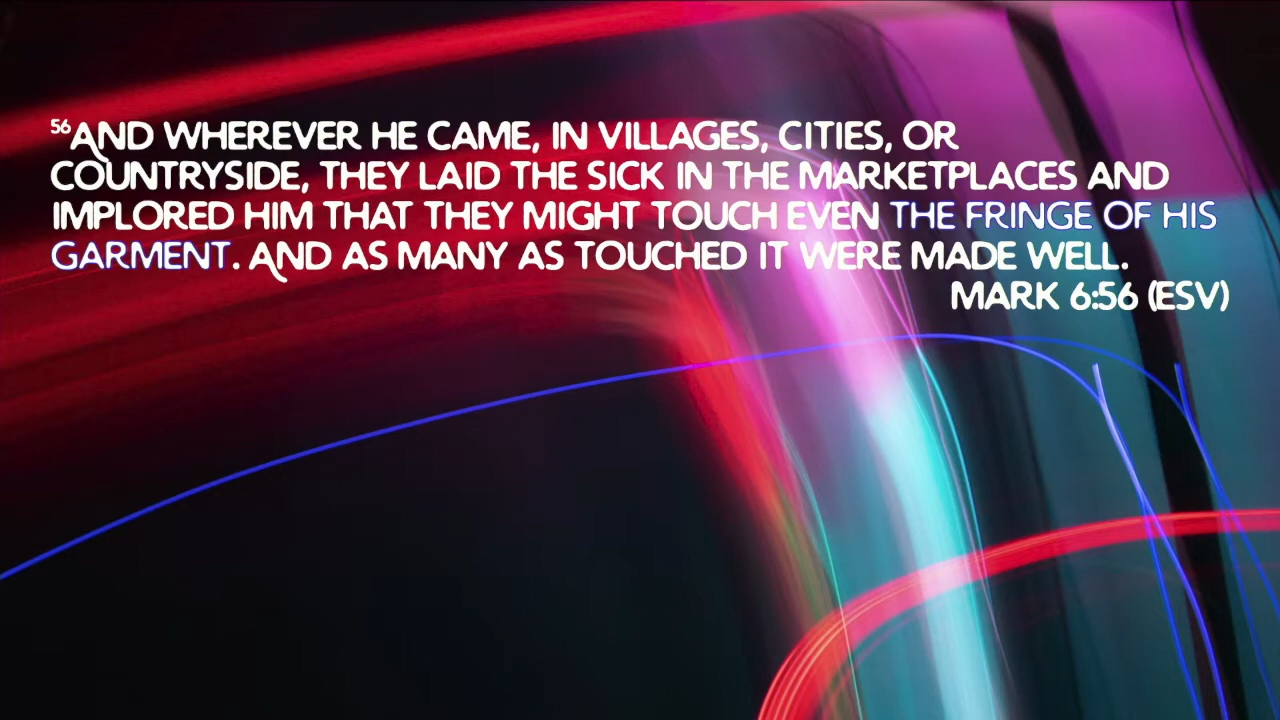 56AND WHEREVER HE CAME, IN VILLAGES, CITIES, OR
COUNTRYSIDE, THEY LAID THE SICK IN THE MARKETPLACES AND
IMPLORED HIM THAT THEY MIGHT TOUCH EVEN THE FRINGE OF HIS
GARMENT. AND AS MANY AS TOUCHED IT WERE MADE WELL.
MARK 6:56 (ESV)